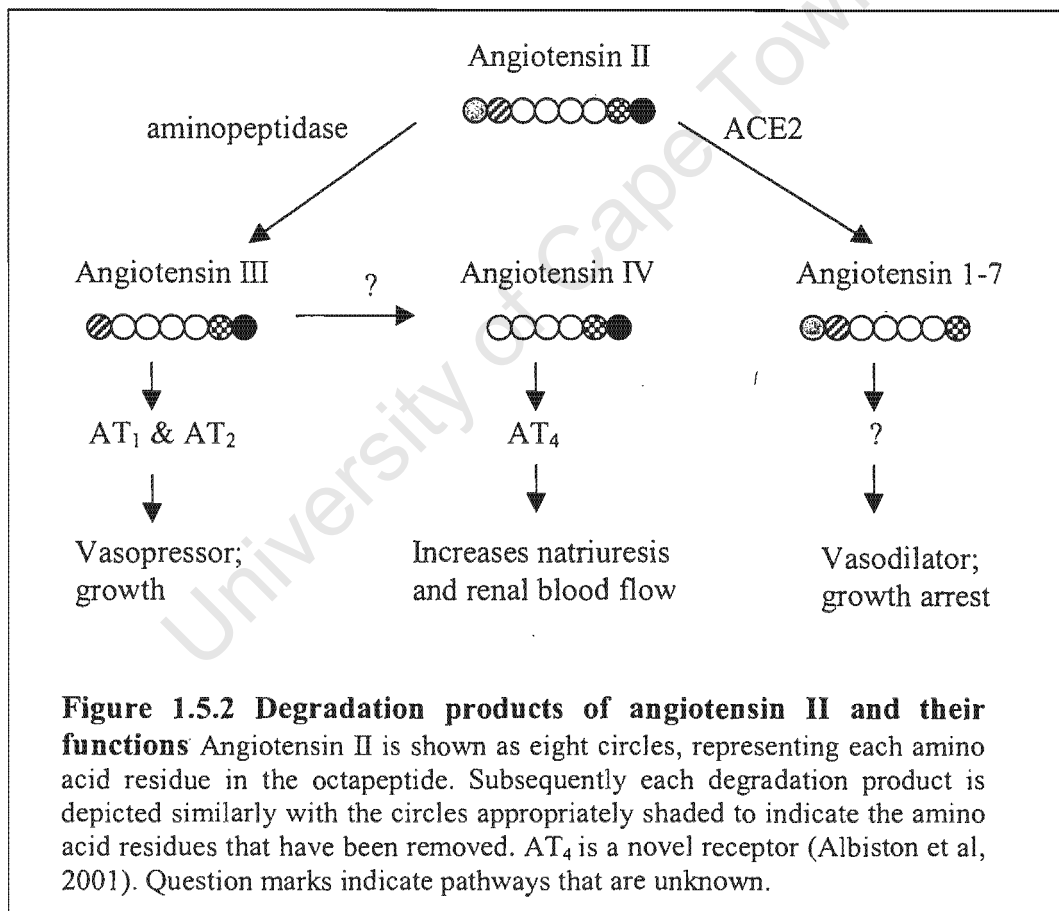 Angiotensin II
aminopeptidase
ACE2
Angiotensin III
?
Angiotensin IV
Angiotensin 1-7
AT₁ & AT₂
AT₄
?
Vasopressor;
growth
Increases natriuresis
and renal blood flow
Vasodilator;
growth arrest
University of Cape Town
Figure 1.5.2 Degradation products of angiotensin II and their
functions Angiotensin II is shown as eight circles, representing each amino
acid residue in the octapeptide. Subsequently each degradation product is
depicted similarly with the circles appropriately shaded to indicate the amino
acid residues that have been removed. AT₄ is a novel receptor (Albiston et al,
2001). Question marks indicate pathways that are unknown.